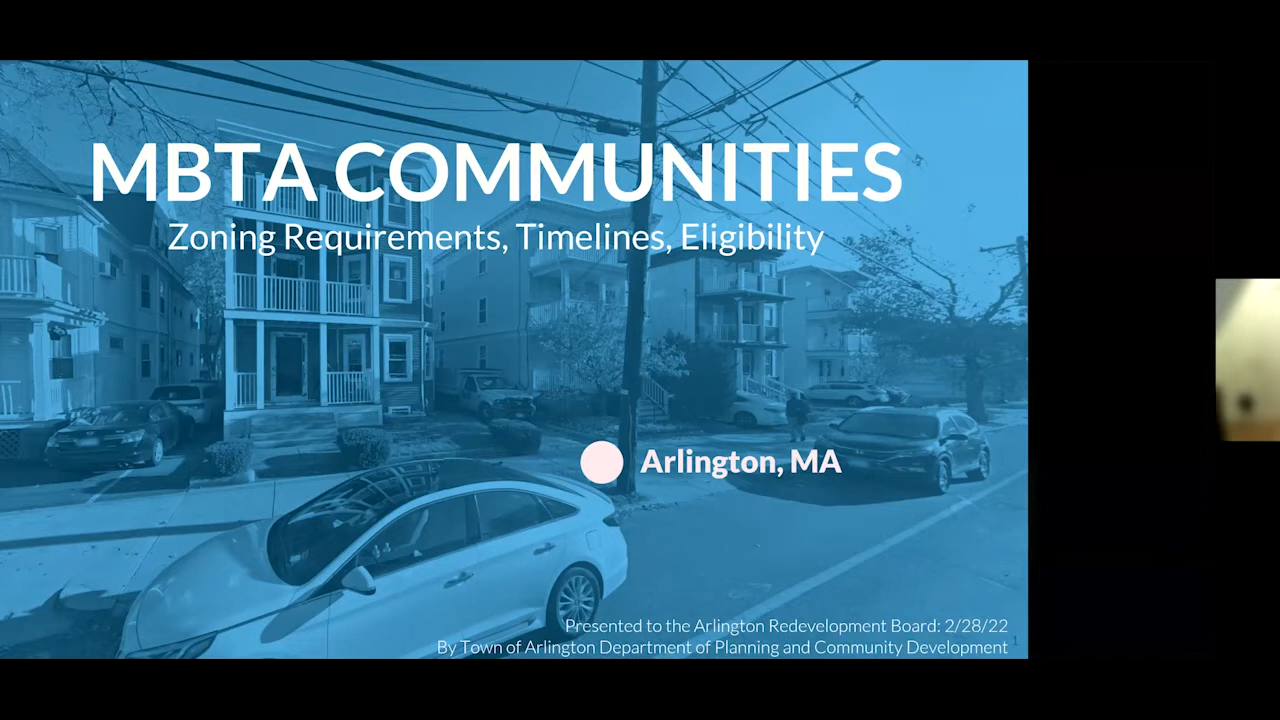 MBTA COMMUNITIES
Zoning Requirements, Timelines, Eligibility
Arlington, MA
Presented to the Arlington Redevelopment Board: 2/28/22
1
By Town of Arlington Department of Planning and Community Development